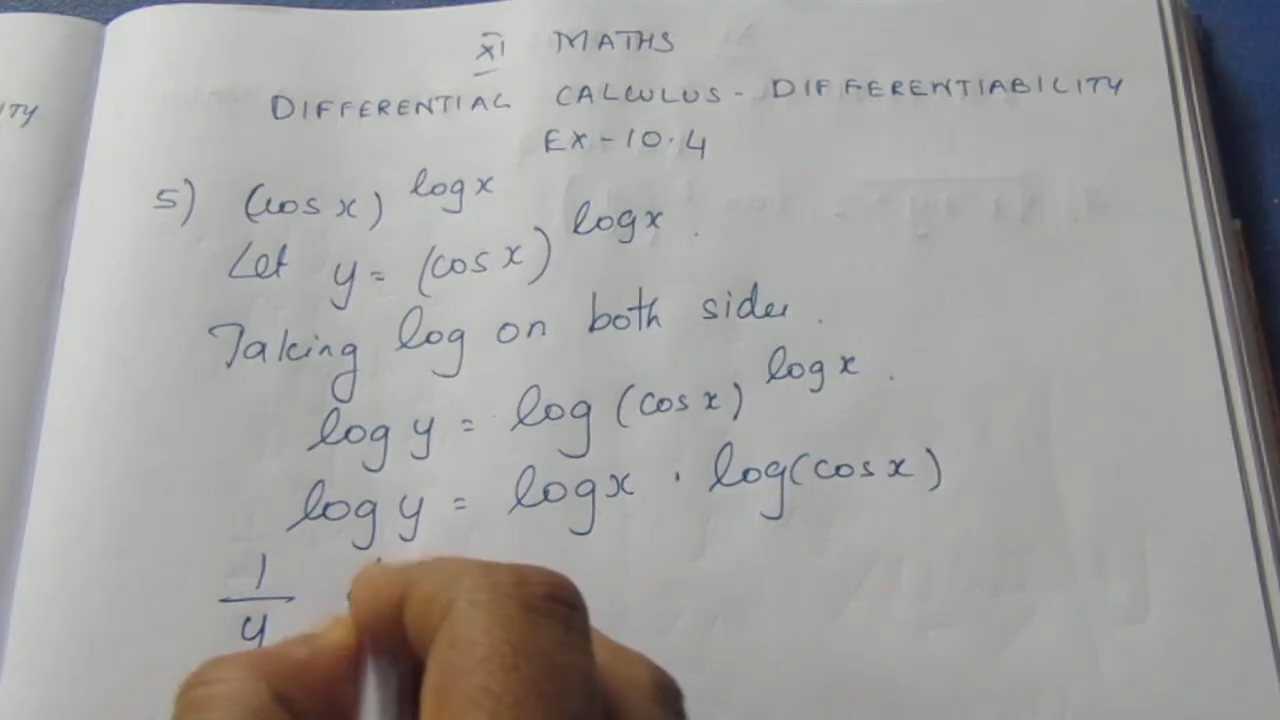 ITY
XI MATHS
DIFFERENTIAL CALCULUS - DIFFERENTIABILITY
EX-10.4
5) (cos x)^log x
Let y = (cos x)^log x.
Taking log on both sides.
log y = log (cos x)^log x.
log y = log x . log(cos x)
1/y